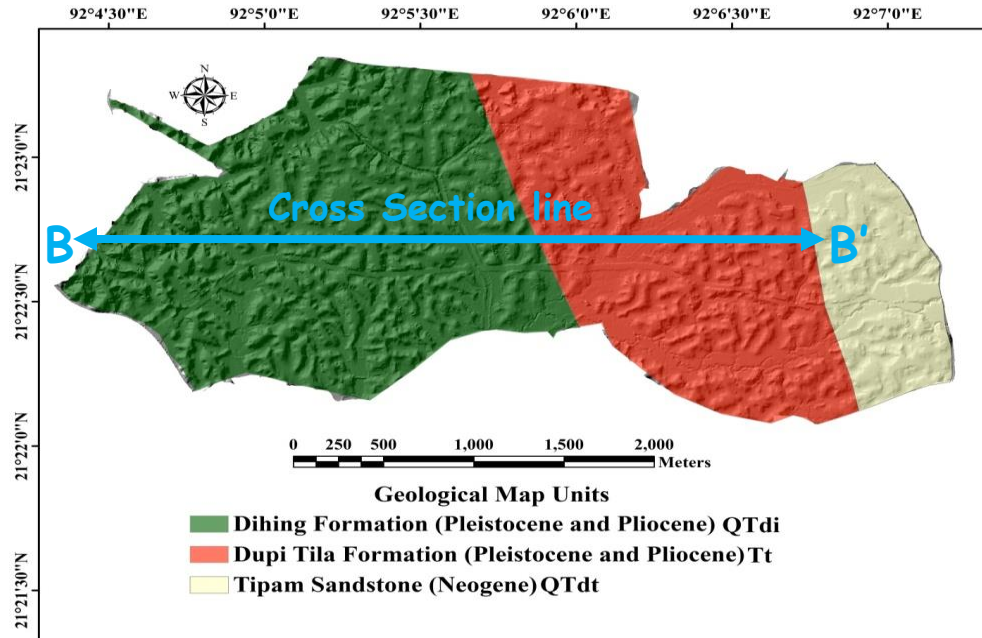 92°4'30"E 92°5'0"E 92°5'30"E 92°6'0"E 92°6'30"E 92°7'0"E
N
W E
S
21°23'0"N
Cross Section line
B B'
21°22'30"N
21°22'0"N
0 250 500 1,000 1,500 2,000
Meters
Geological Map Units
Dihing Formation (Pleistocene and Pliocene) QTdi
Dupi Tila Formation (Pleistocene and Pliocene) Tt
Tipam Sandstone (Neogene) QTdt
21°21'30"N